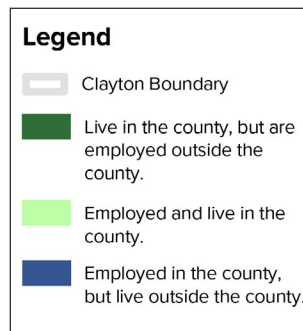 Legend
Clayton Boundary
Live in the county, but are
employed outside the
county.
Employed and live in the
county.
Employed in the county,
but live outside the county.